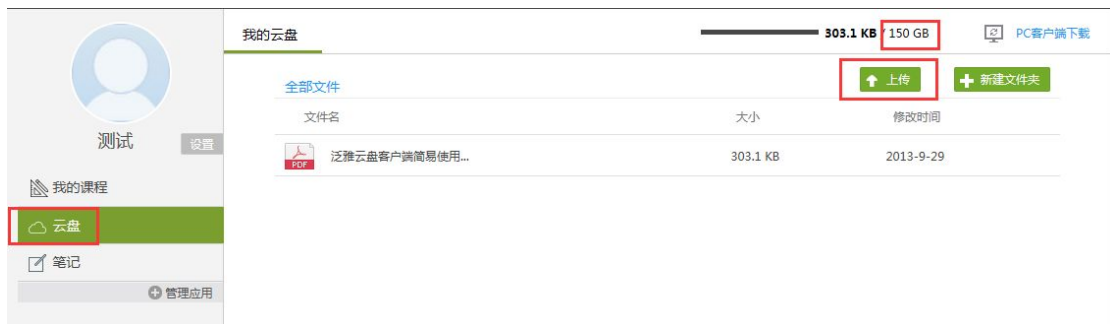 我的云盘
303.1 KB / 150 GB
PC客户端下载
全部文件
上传
新建文件夹
文件名
大小
修改时间
PDF
泛雅云盘客户端简易使用...
303.1 KB
2013-9-29
测试
设置
我的课程
云盘
笔记
管理应用